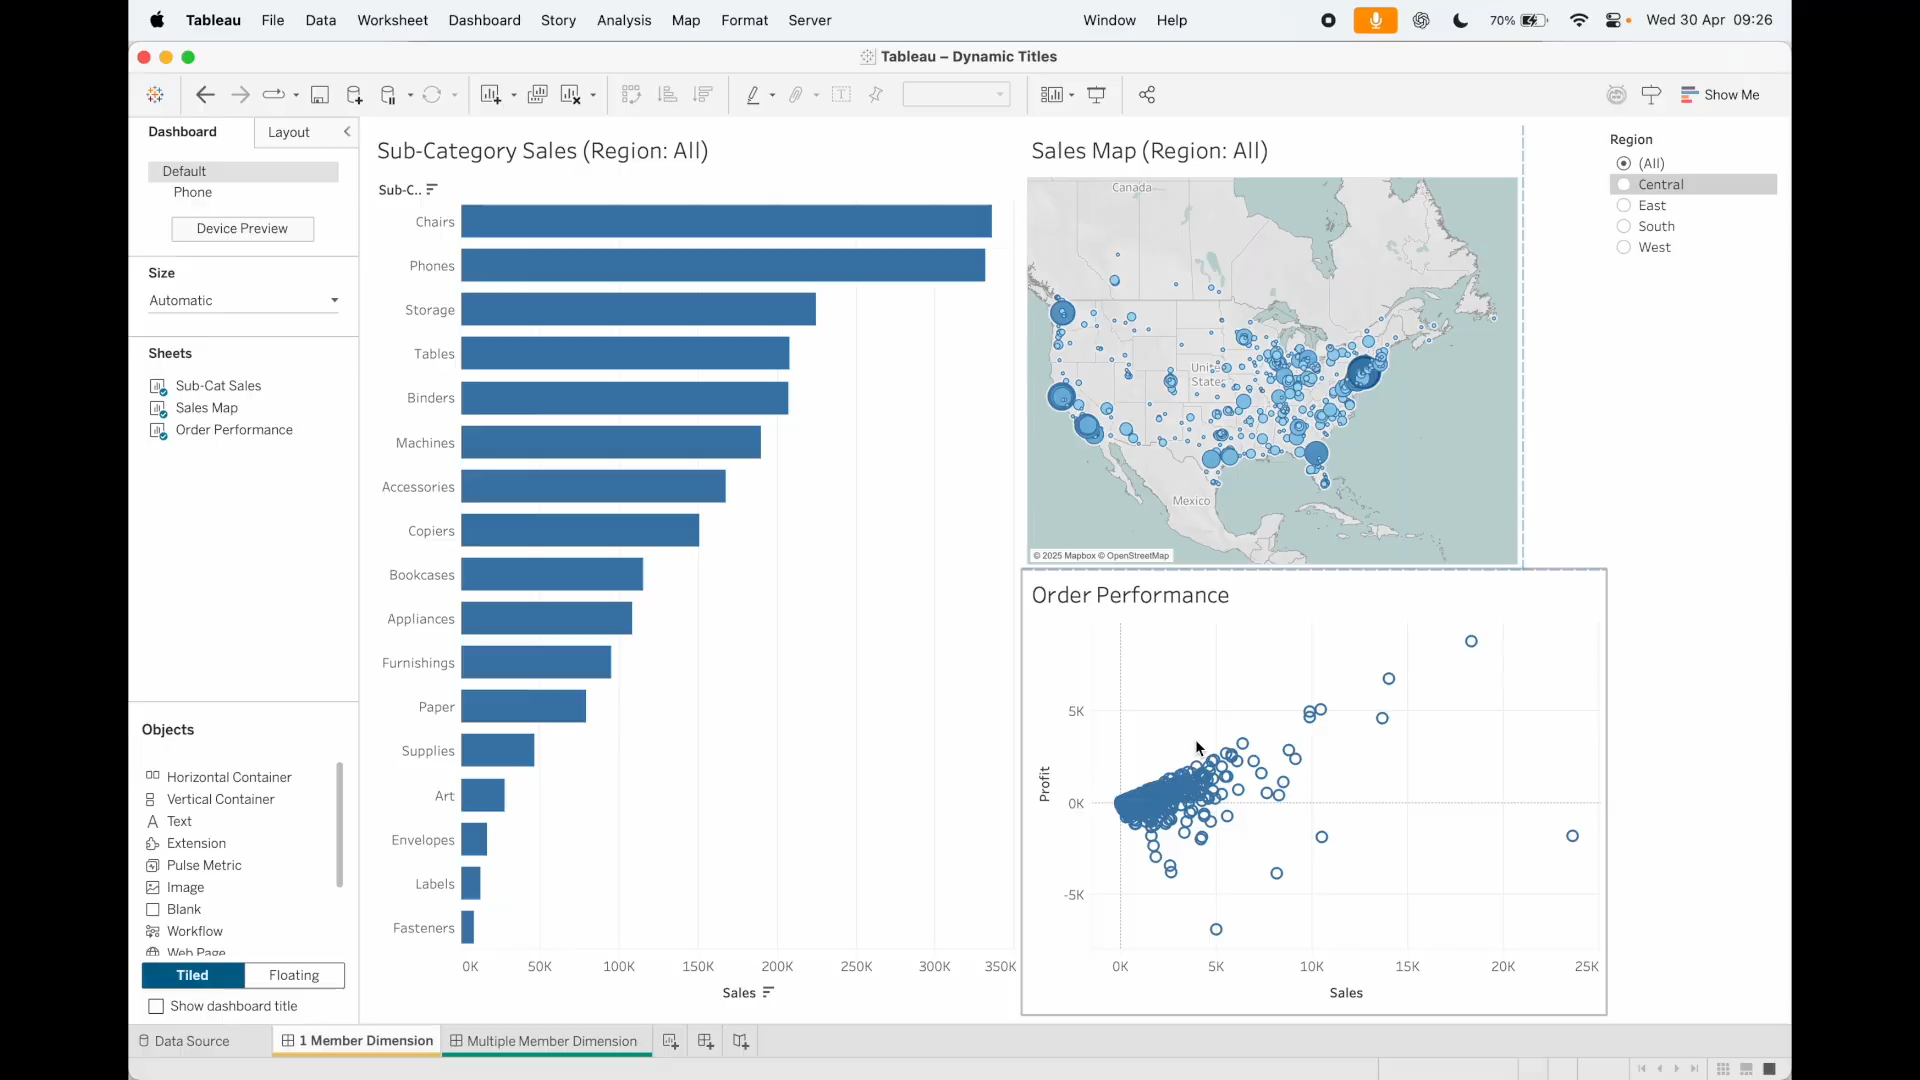 Tableau File Data Worksheet Dashboard Story Analysis Map Format Server Window Help 70% Wed 30 Apr 09:26
Tableau – Dynamic Titles
Show Me
Dashboard Layout
Default
Phone
Device Preview
Size
Automatic
Sheets
Sub-Cat Sales
Sales Map
Order Performance
Objects
Horizontal Container
Vertical Container
Text
Extension
Pulse Metric
Image
Blank
Workflow
Web Page
Tiled Floating
Show dashboard title
Sub-Category Sales (Region: All)
Sub-C..
Chairs
Phones
Storage
Tables
Binders
Machines
Accessories
Copiers
Bookcases
Appliances
Furnishings
Paper
Supplies
Art
Envelopes
Labels
Fasteners
0K 50K 100K 150K 200K 250K 300K 350K
Sales
Sales Map (Region: All)
Canada
United
States
Mexico
© 2025 Mapbox © OpenStreetMap
Order Performance
5K
0K
-5K
Profit
0K 5K 10K 15K 20K 25K
Sales
Region
(All)
Central
East
South
West
Data Source 1 Member Dimension Multiple Member Dimension